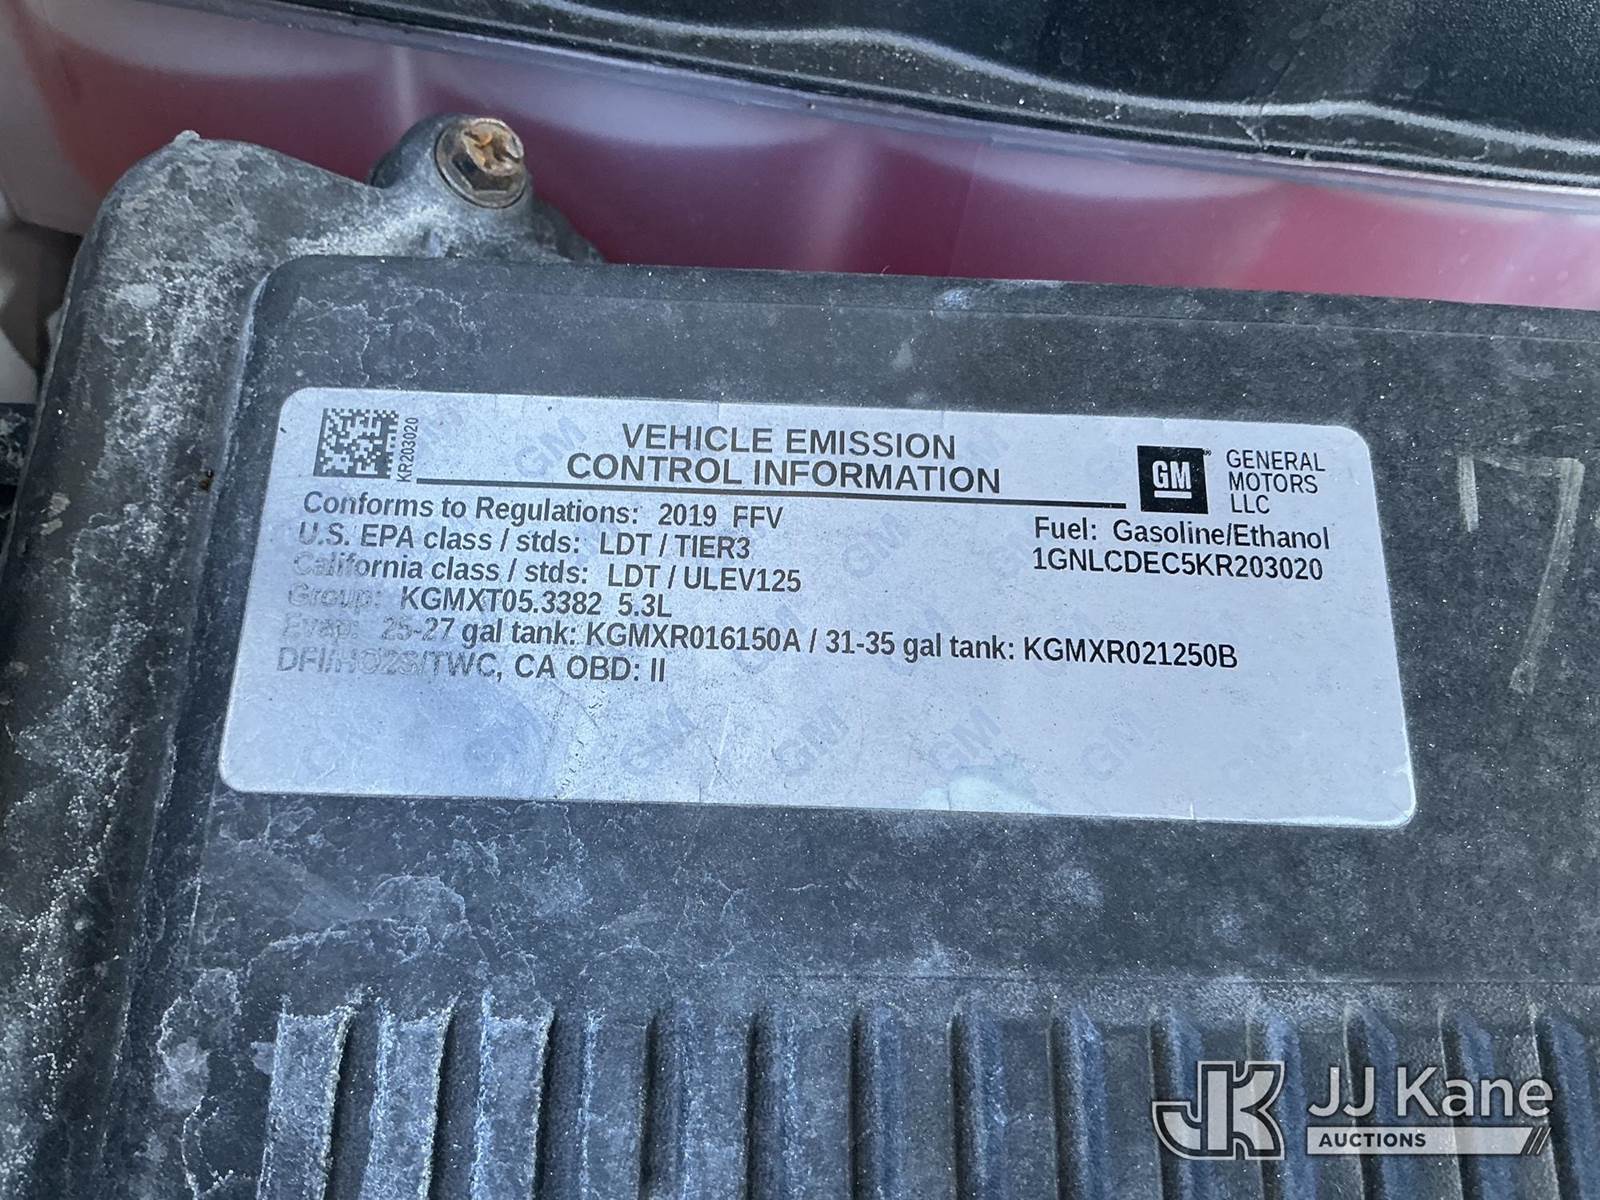 KR203020
VEHICLE EMISSION
CONTROL INFORMATION
GM
GENERAL
MOTORS
LLC
Conforms to Regulations: 2019 FFV
U.S. EPA class / stds: LDT / TIER3
California class / stds: LDT / ULEV125
Group: KGMXT05.3382 5.3L
Evap: 25-27 gal tank: KGMXR016150A / 31-35 gal tank: KGMXR021250B
DFI/HO2S/TWC, CA OBD: II
Fuel: Gasoline/Ethanol
1GNLCDEC5KR203020
JK JJ Kane
AUCTIONS